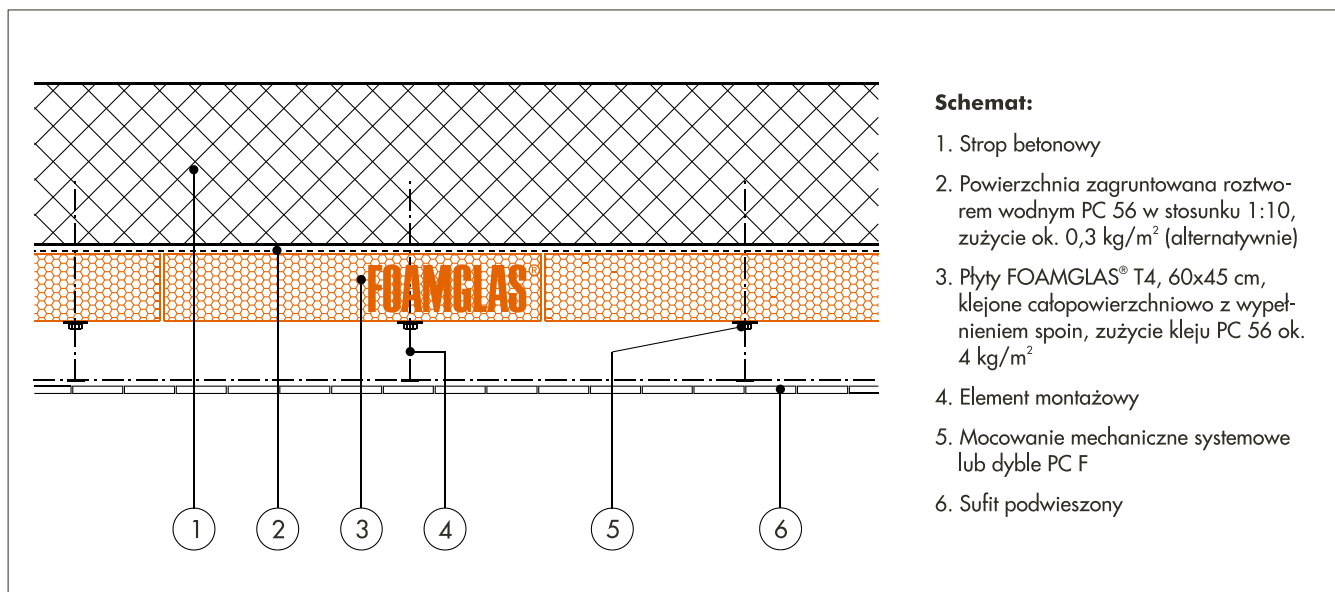 FOAMGLAS®
1
2
3
4
5
6
Schemat:
1. Strop betonowy
2. Powierzchnia zagruntowana roztwo-
rem wodnym PC 56 w stosunku 1:10,
zużycie ok. 0,3 kg/m² (alternatywnie)
3. Płyty FOAMGLAS® T4, 60x45 cm,
klejone całopowierzchniowo z wypeł-
nieniem spoin, zużycie kleju PC 56 ok.
4 kg/m²
4. Element montażowy
5. Mocowanie mechaniczne systemowe
lub dyble PC F
6. Sufit podwieszony